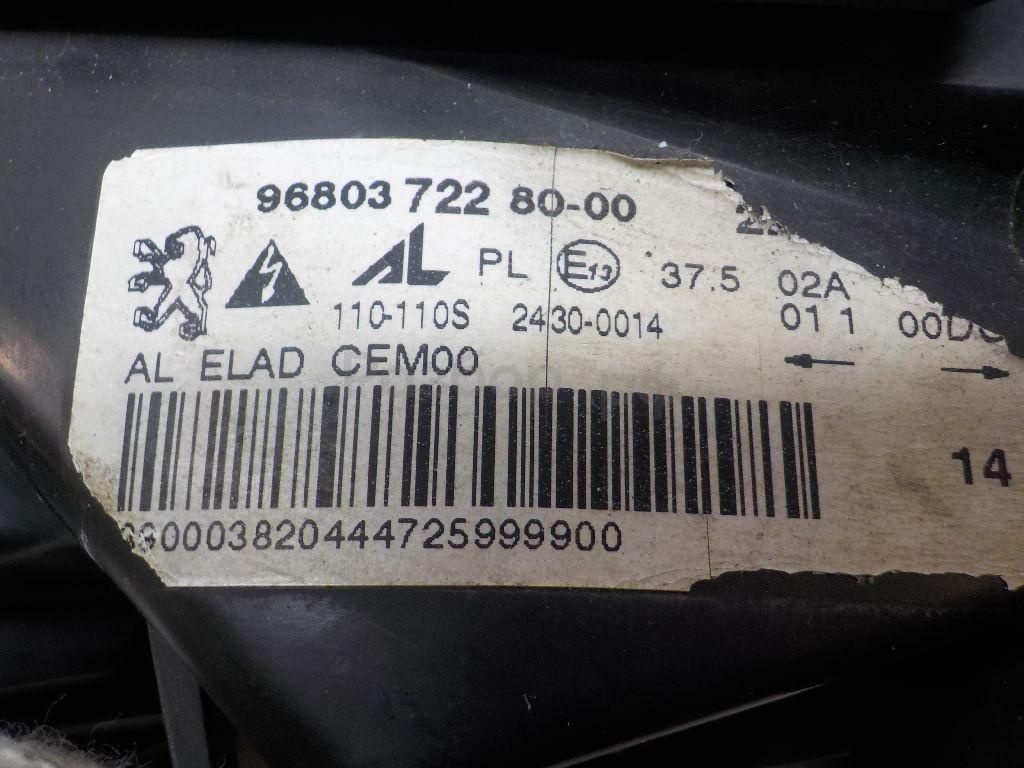 96803 722 80-00
AL PL E13 37.5 02A
110-110S 2430-0014 01 1
AL ELAD CEM00
14
0003820444725999900